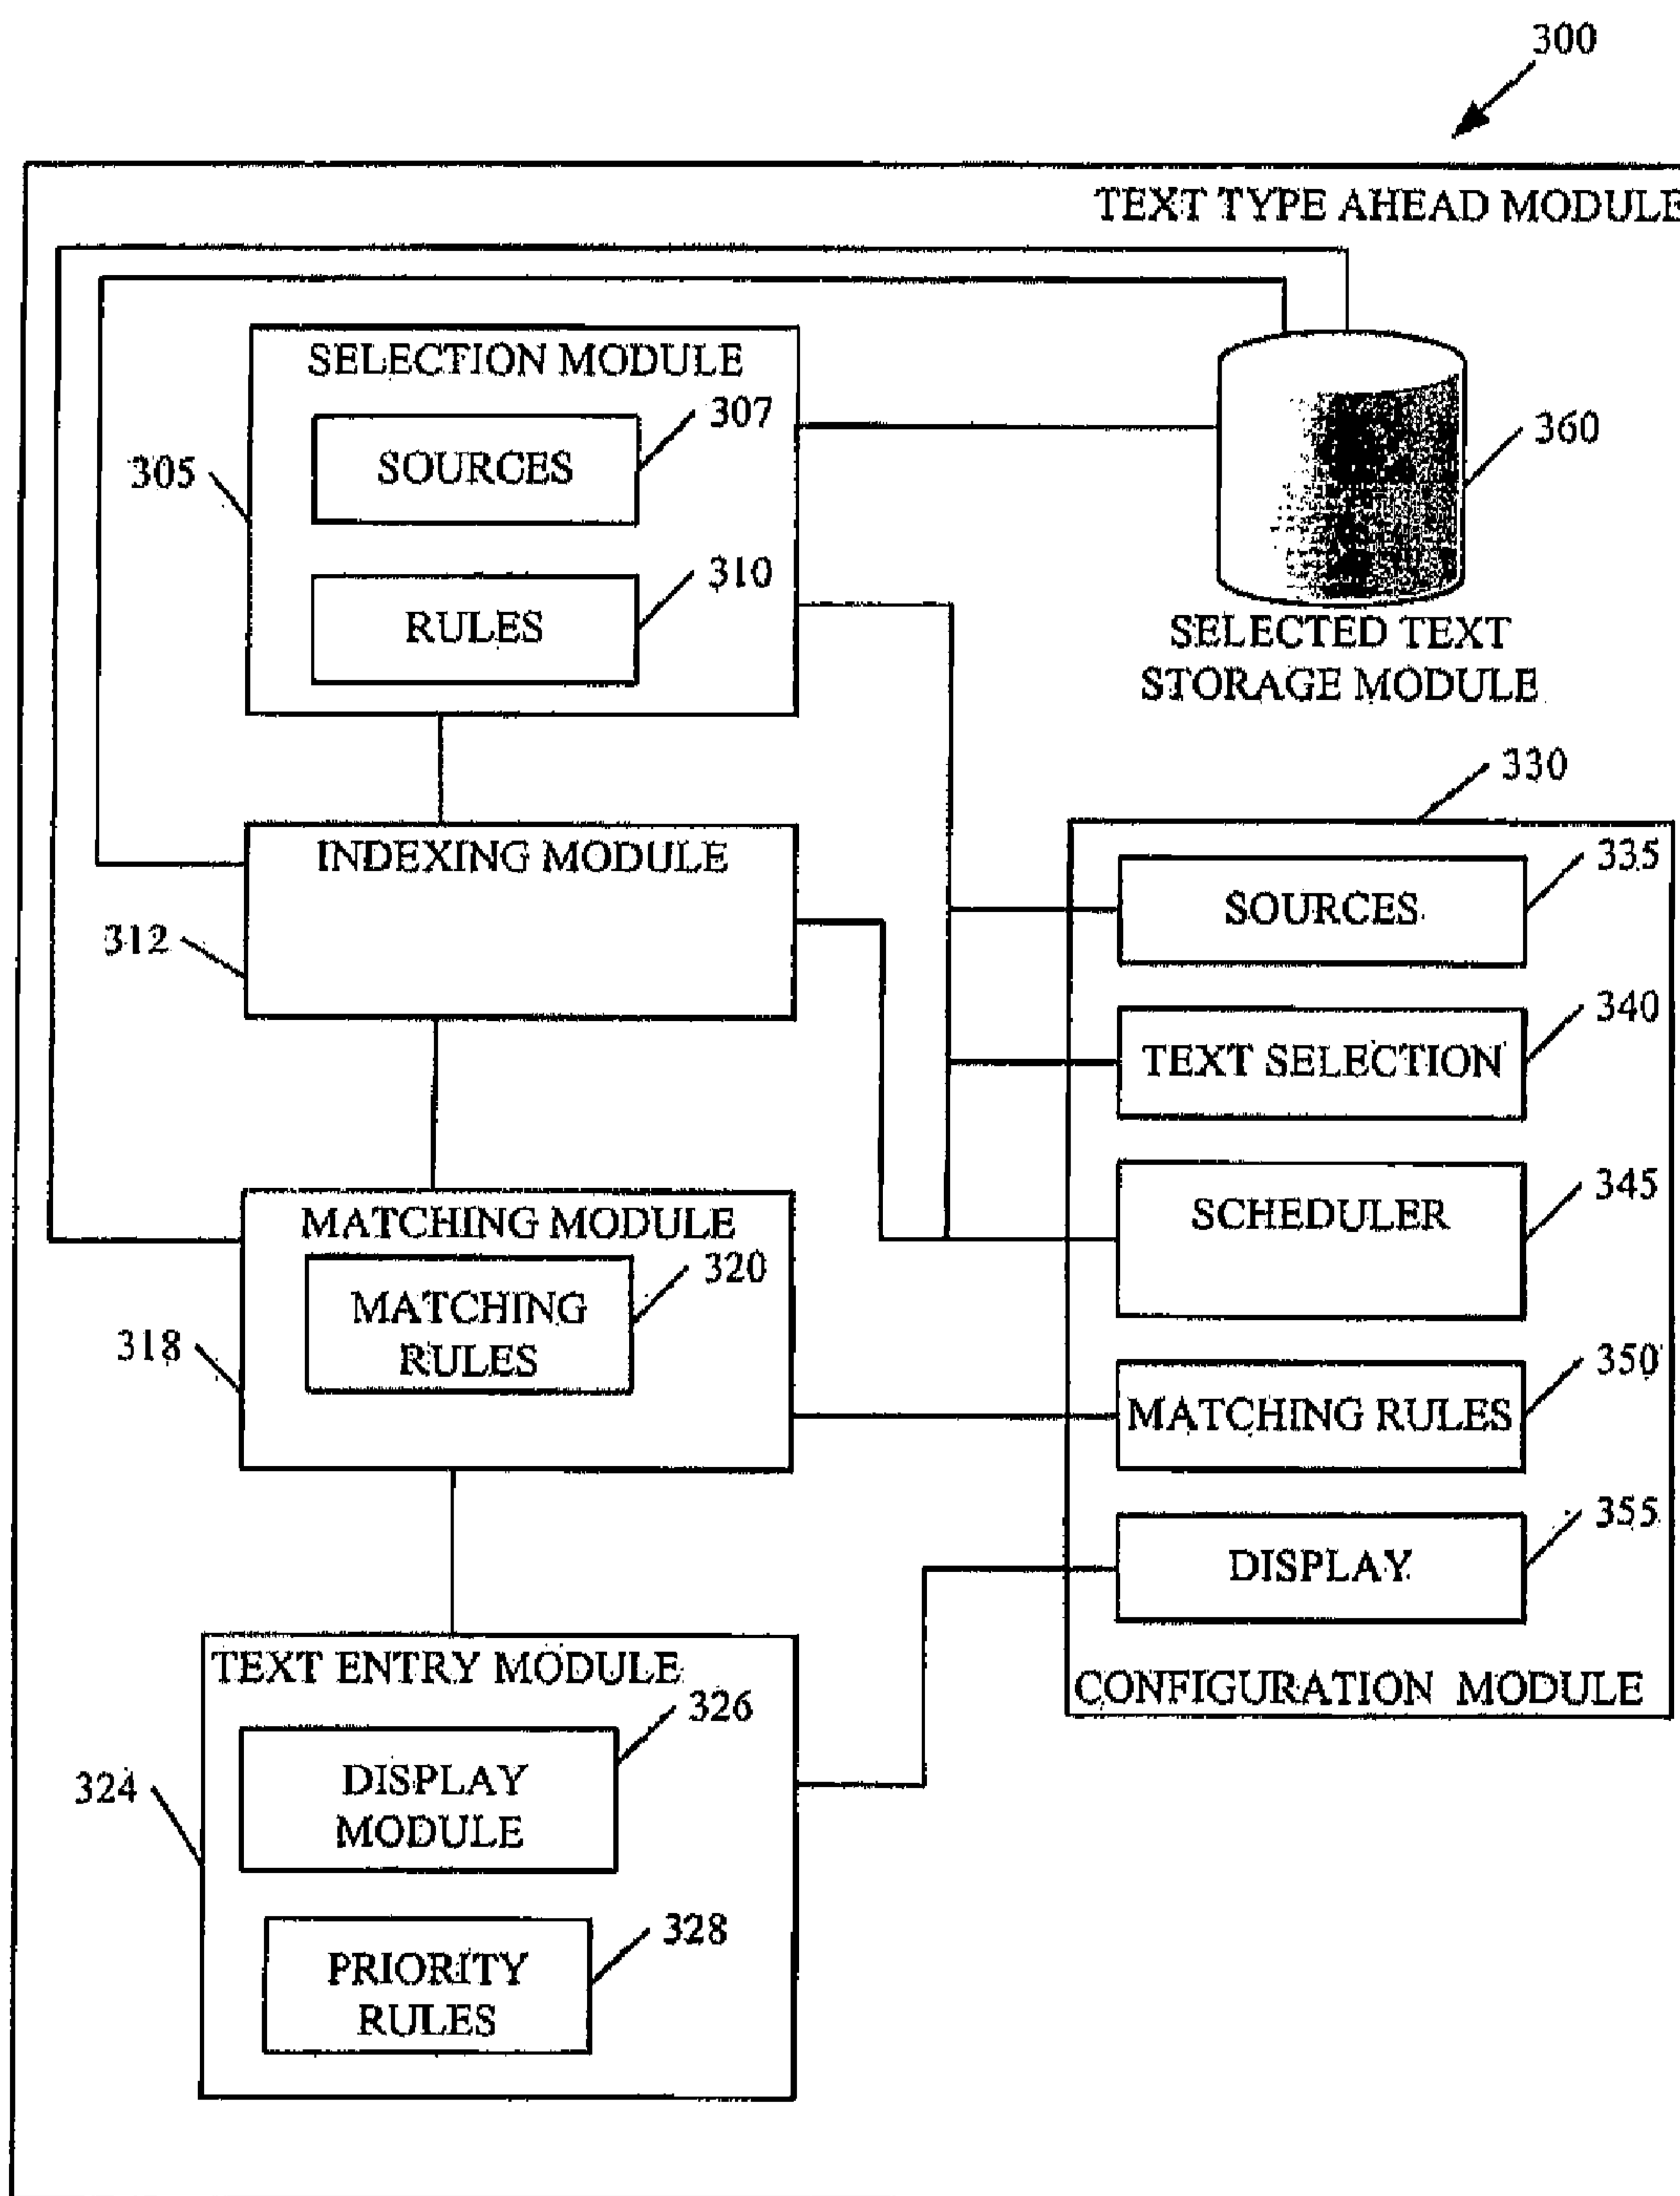 300
TEXT TYPE AHEAD MODULE
SELECTION MODULE
307
SOURCES
305
310
RULES
360
SELECTED TEXT
STORAGE MODULE
INDEXING MODULE
312
330
335
SOURCES
340
TEXT SELECTION
345
SCHEDULER
MATCHING MODULE
320
MATCHING
RULES
318
350
MATCHING RULES
355
DISPLAY
CONFIGURATION MODULE
TEXT ENTRY MODULE
326
DISPLAY
MODULE
324
328
PRIORITY
RULES